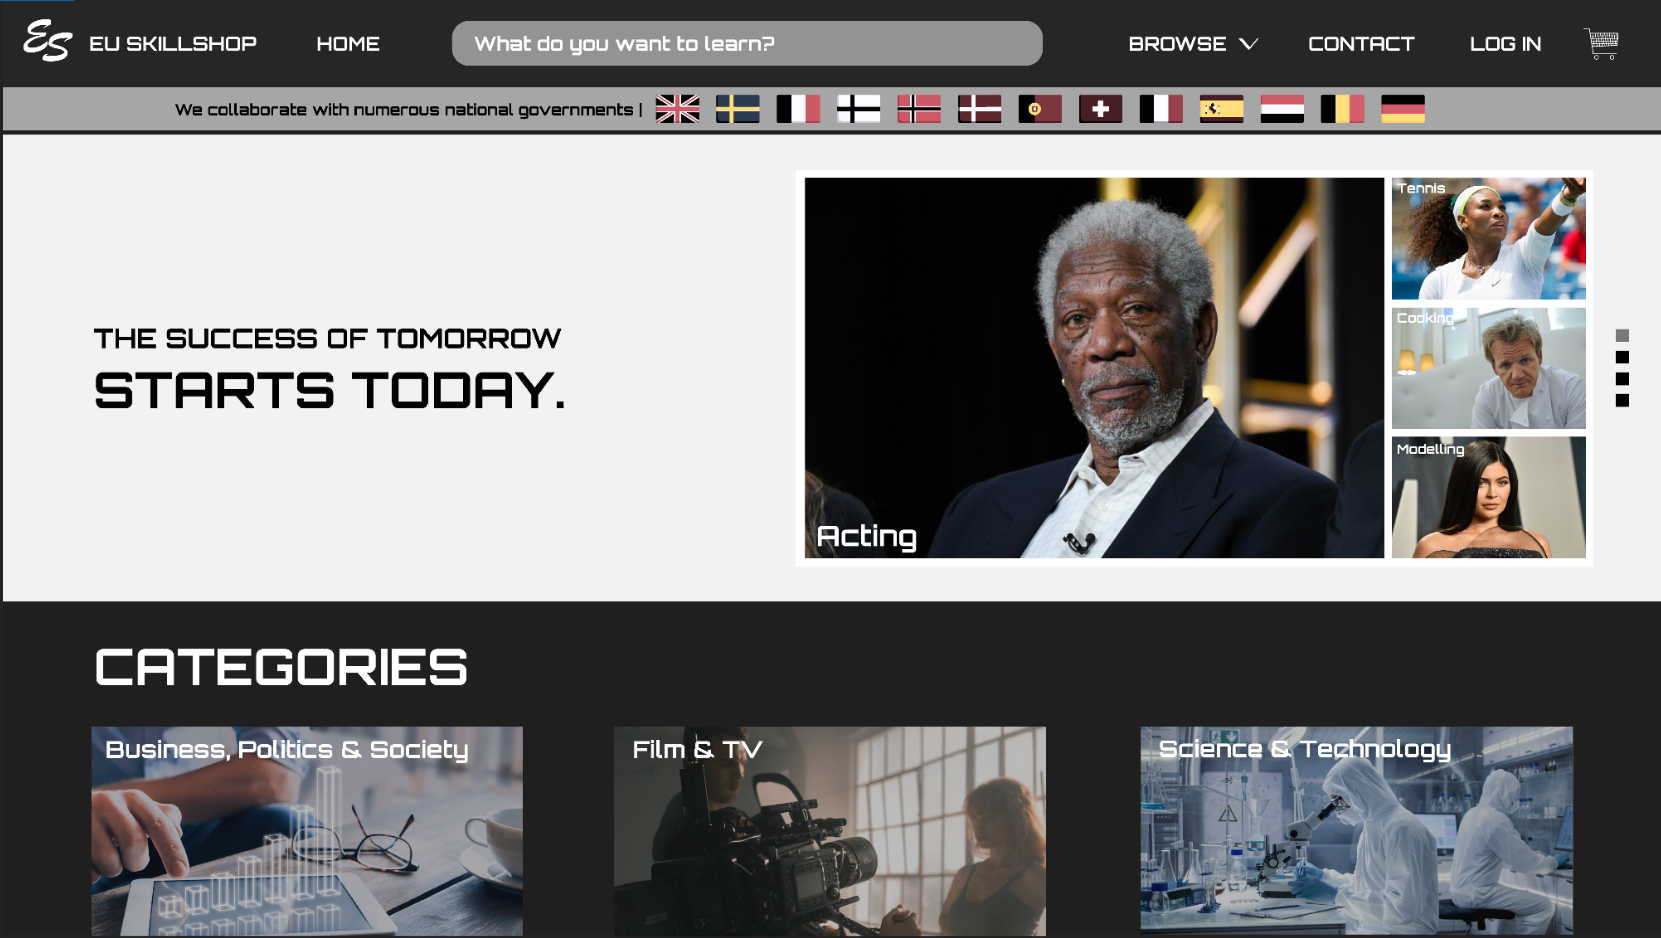 ES EU SKILLSHOP HOME What do you want to learn? BROWSE CONTACT LOG IN
We collaborate with numerous national governments |
THE SUCCESS OF TOMORROW
STARTS TODAY.
Acting
Tennis
Cooking
Modelling
CATEGORIES
Business, Politics & Society
Film & TV
Science & Technology